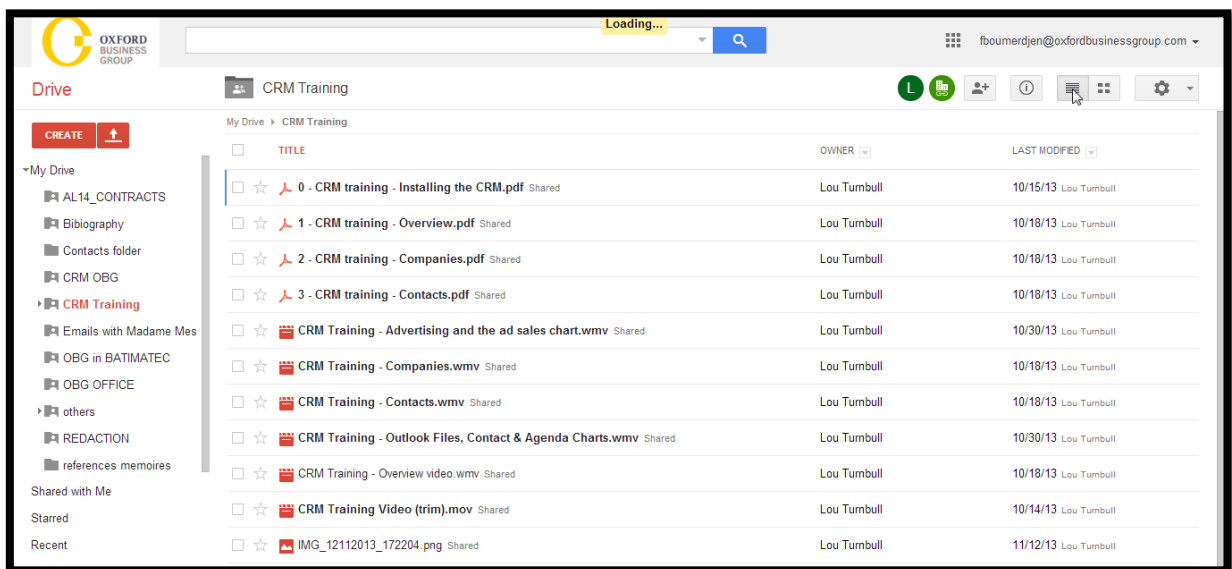 Loading...
OXFORD
BUSINESS
GROUP
fboumerdjen@oxfordbusinessgroup.com
Drive
CRM Training
L
My Drive CRM Training
CREATE
TITLE OWNER LAST MODIFIED
My Drive
AL14_CONTRACTS
Bibiography
Contacts folder
CRM OBG
CRM Training
Emails with Madame Mes
OBG in BATIMATEC
OBG OFFICE
others
REDACTION
references memoires
Shared with Me
Starred
Recent
0 - CRM training - Installing the CRM.pdf Shared Lou Turnbull 10/15/13 Lou Turnbull
1 - CRM training - Overview.pdf Shared Lou Turnbull 10/18/13 Lou Turnbull
2 - CRM training - Companies.pdf Shared Lou Turnbull 10/18/13 Lou Turnbull
3 - CRM training - Contacts.pdf Shared Lou Turnbull 10/18/13 Lou Turnbull
CRM Training - Advertising and the ad sales chart.wmv Shared Lou Turnbull 10/30/13 Lou Turnbull
CRM Training - Companies.wmv Shared Lou Turnbull 10/18/13 Lou Turnbull
CRM Training - Contacts.wmv Shared Lou Turnbull 10/18/13 Lou Turnbull
CRM Training - Outlook Files, Contact & Agenda Charts.wmv Shared Lou Turnbull 10/30/13 Lou Turnbull
CRM Training - Overview video.wmv Shared Lou Turnbull 10/18/13 Lou Turnbull
CRM Training Video (trim).mov Shared Lou Turnbull 10/14/13 Lou Turnbull
IMG_12112013_172204.png Shared Lou Turnbull 11/12/13 Lou Turnbull